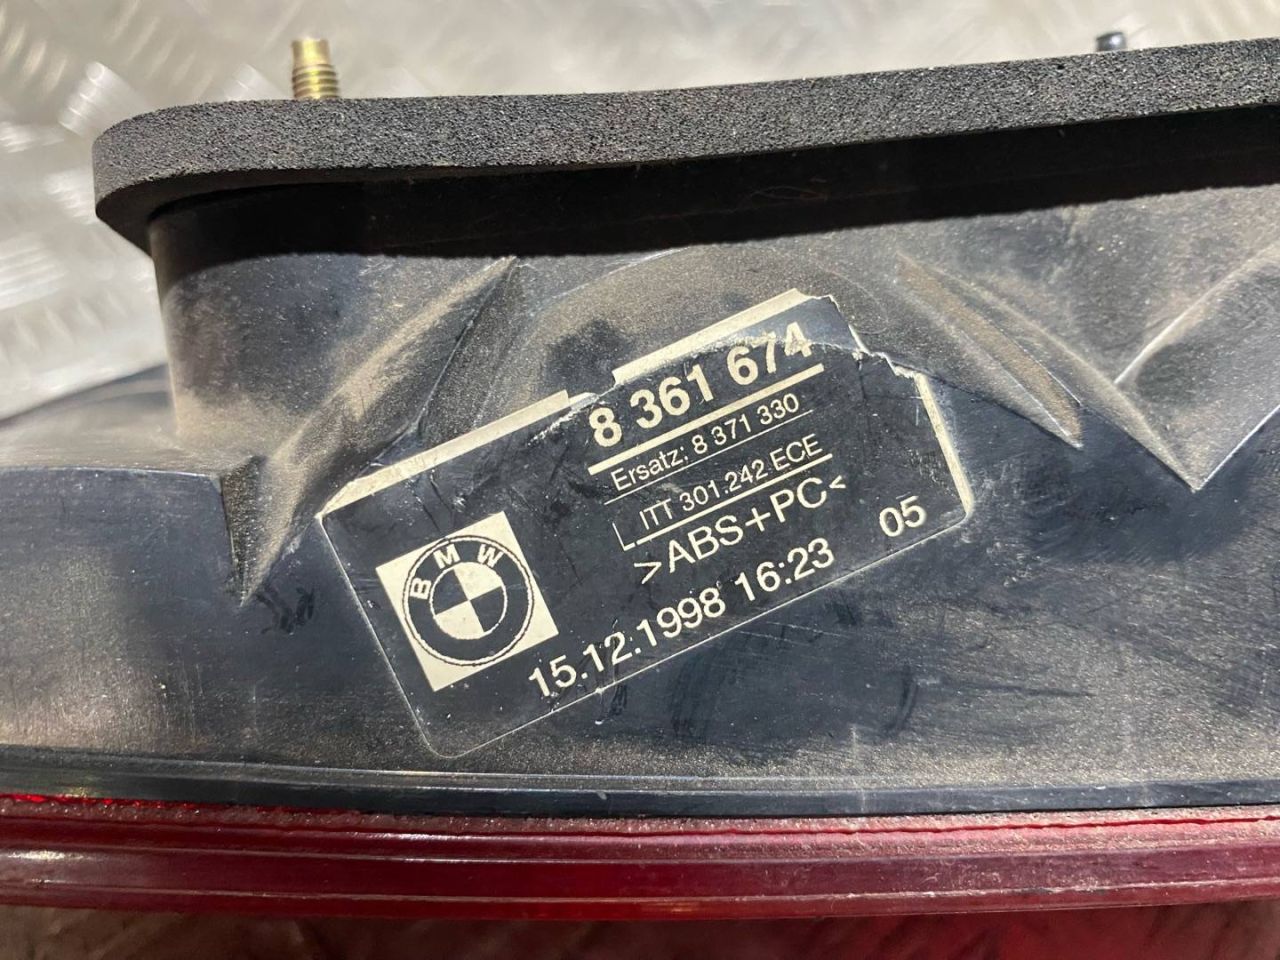 8 361 674
Ersatz: 8 371 330
ITT 301.242 ECE
>ABS+PC<
15.12.1998 16:23 05
BMW